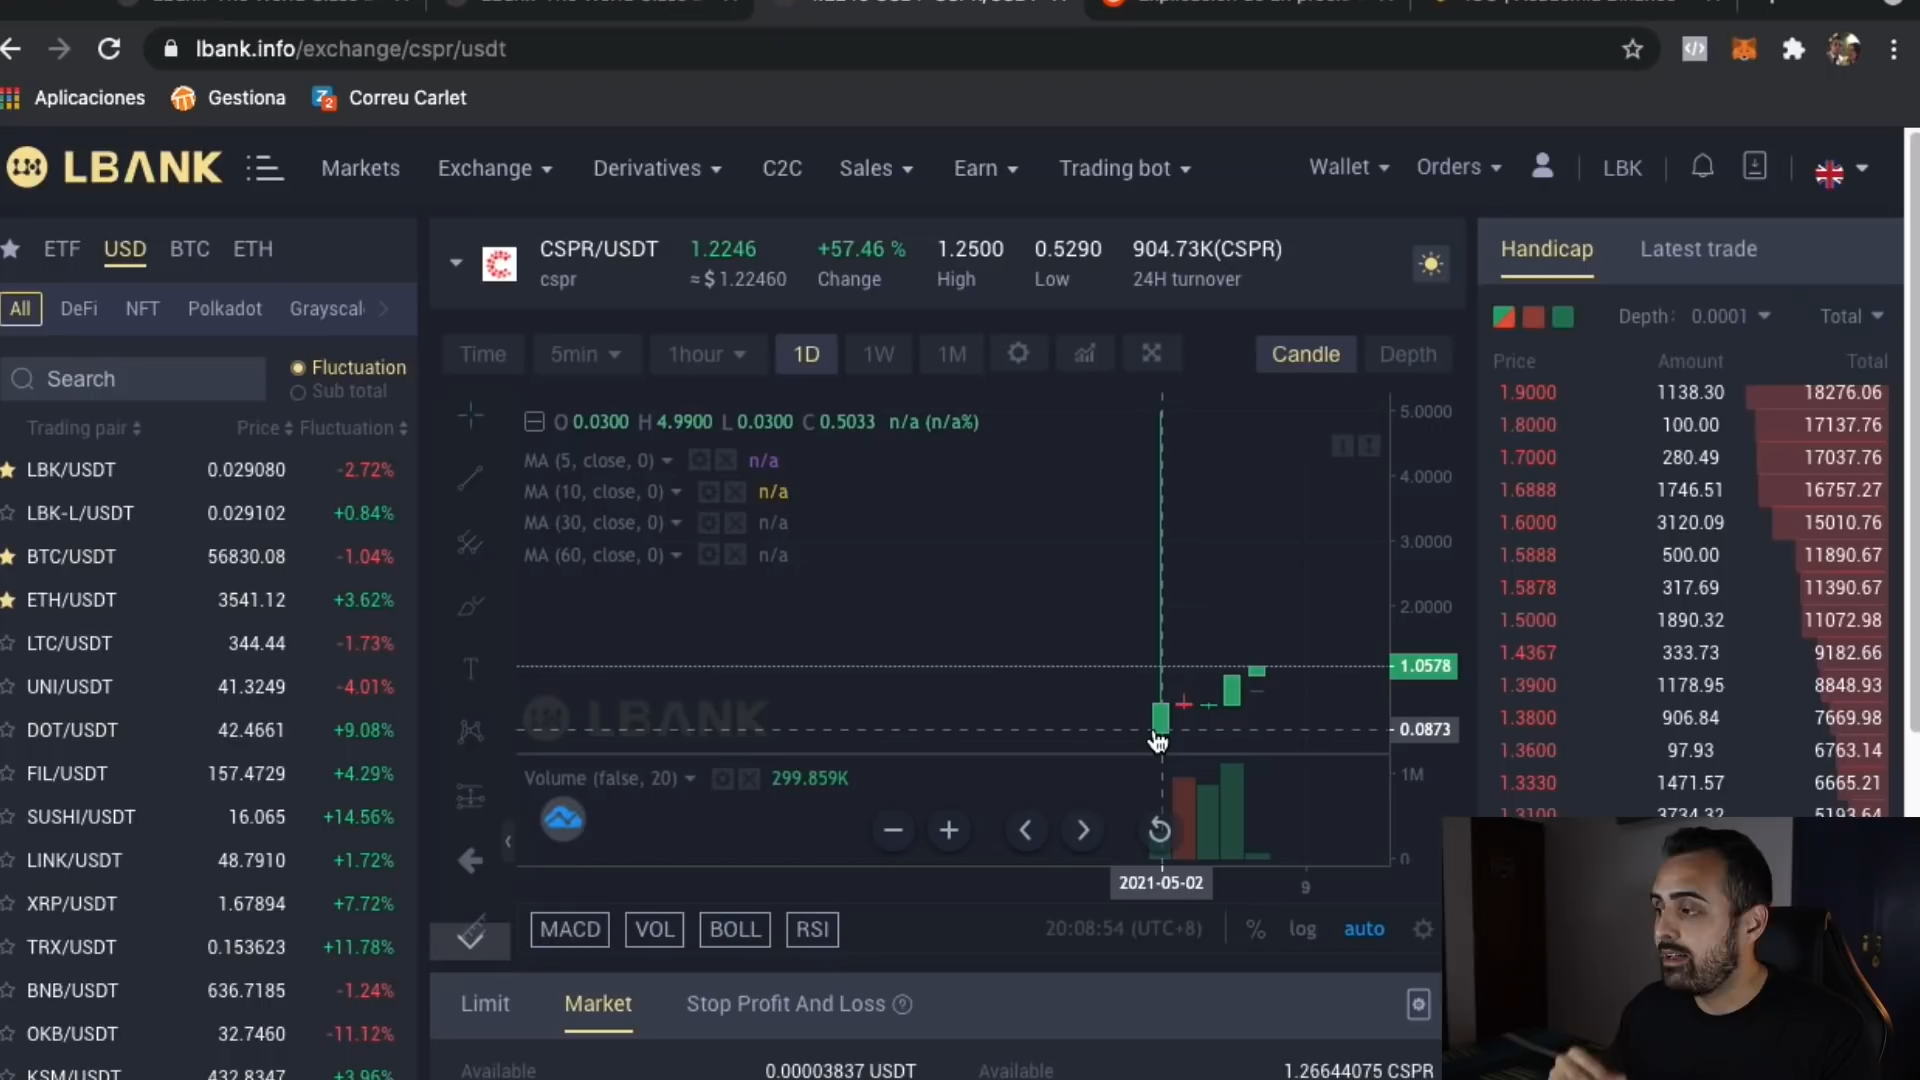 lbank.info/exchange/cspr/usdt
Aplicaciones Gestiona Correu Carlet
LBANK Markets Exchange Derivatives C2C Sales Earn Trading bot Wallet Orders LBK
ETF USD BTC ETH
All DeFi NFT Polkadot Grayscal
Search Fluctuation
Sub total
Trading pair Price Fluctuation
LBK/USDT 0.029080 -2.72%
LBK-L/USDT 0.029102 +0.84%
BTC/USDT 56830.08 -1.04%
ETH/USDT 3541.12 +3.62%
LTC/USDT 344.44 -1.73%
UNI/USDT 41.3249 -4.01%
DOT/USDT 42.4661 +9.08%
FIL/USDT 157.4729 +4.29%
SUSHI/USDT 16.065 +14.56%
LINK/USDT 48.7910 +1.72%
XRP/USDT 1.67894 +7.72%
TRX/USDT 0.153623 +11.78%
BNB/USDT 636.7185 -1.24%
OKB/USDT 32.7460 -11.12%
KSM/USDT 432.8347 +3.96%
CSPR/USDT 1.2246 +57.46 % 1.2500 0.5290 904.73K(CSPR)
cspr ≈ $ 1.22460 Change High Low 24H turnover
Time 5min 1hour 1D 1W 1M Candle Depth
O 0.0300 H 4.9900 L 0.0300 C 0.5033 n/a (n/a%)
MA (5, close, 0) n/a
MA (10, close, 0) n/a
MA (30, close, 0) n/a
MA (60, close, 0) n/a
5.0000
4.0000
3.0000
2.0000
1.0578
0.0873
LBANK
Volume (false, 20) 299.859K
1M
0
2021-05-02
9
MACD VOL BOLL RSI 20:08:54 (UTC+8) % log auto
Limit Market Stop Profit And Loss
Available 0.00003837 USDT Available 1.26644075 CSPR
Handicap Latest trade
Depth: 0.0001 Total
Price Amount Total
1.9000 1138.30 18276.06
1.8000 100.00 17137.76
1.7000 280.49 17037.76
1.6888 1746.51 16757.27
1.6000 3120.09 15010.76
1.5888 500.00 11890.67
1.5878 317.69 11390.67
1.5000 1890.32 11072.98
1.4367 333.73 9182.66
1.3900 1178.95 8848.93
1.3800 906.84 7669.98
1.3600 97.93 6763.14
1.3330 1471.57 6665.21
1.3100 3734.32 5193.64